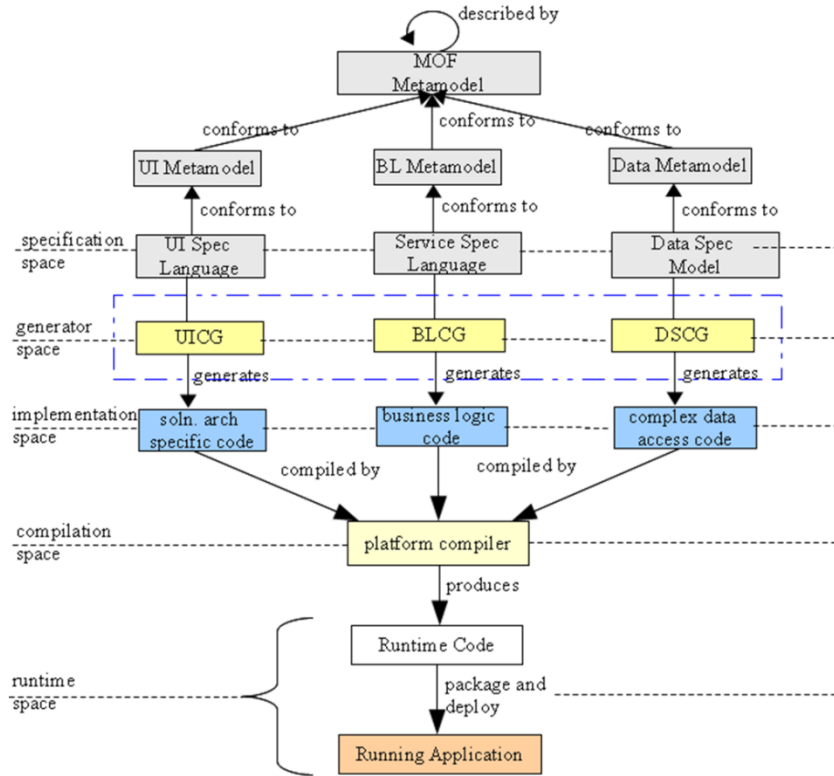 described by
MOF
Metamodel
conforms to
conforms to
conforms to
UI Metamodel
BL Metamodel
Data Metamodel
conforms to
conforms to
conforms to
specification
space
UI Spec
Language
Service Spec
Language
Data Spec
Model
generator
space
UICG
BLCG
DSCG
generates
generates
generates
implementation
space
soln. arch
specific code
business logic
code
complex data
access code
compiled by
compiled by
compilation
space
platform compiler
produces
Runtime Code
runtime
space
package and
deploy
Running Application